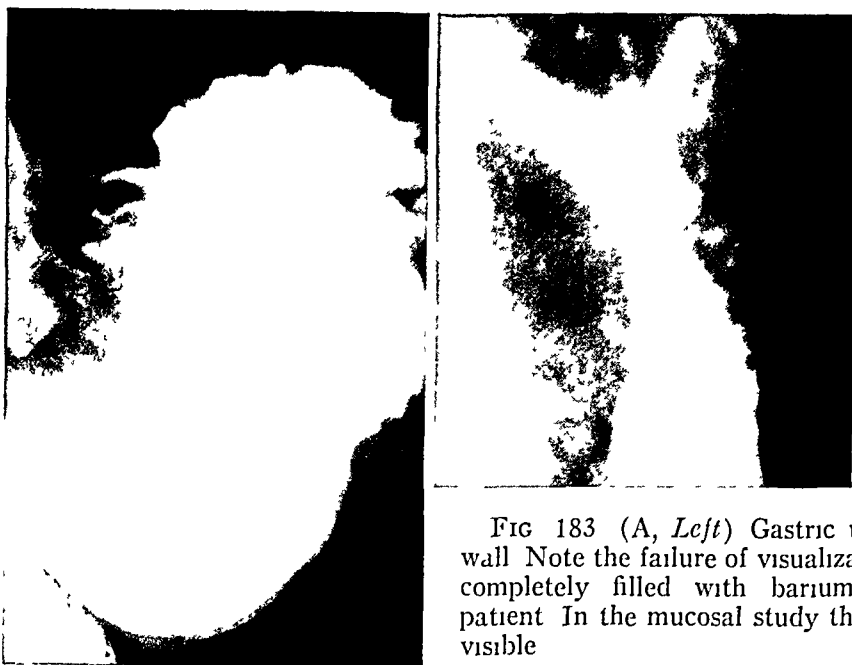 FIG 183 (A, Left) Gastric
wall Note the failure of visualiza
completely filled with barium
patient In the mucosal study th
visible